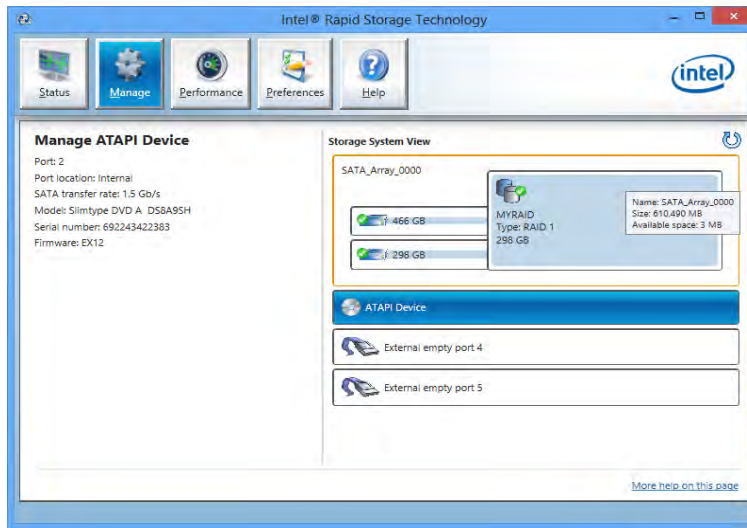 Intel® Rapid Storage Technology
Status
Manage
Performance
Preferences
Help
intel
Manage ATAPI Device
Port: 2
Port location: Internal
SATA transfer rate: 1.5 Gb/s
Model: Slimtype DVD A DS8A9SH
Serial number: 692243422383
Firmware: EX12
Storage System View
SATA_Array_0000
466 GB
298 GB
MYRAID
Type: RAID 1
298 GB
Name: SATA_Array_0000
Size: 610,490 MB
Available space: 3 MB
ATAPI Device
External empty port 4
External empty port 5
More help on this page